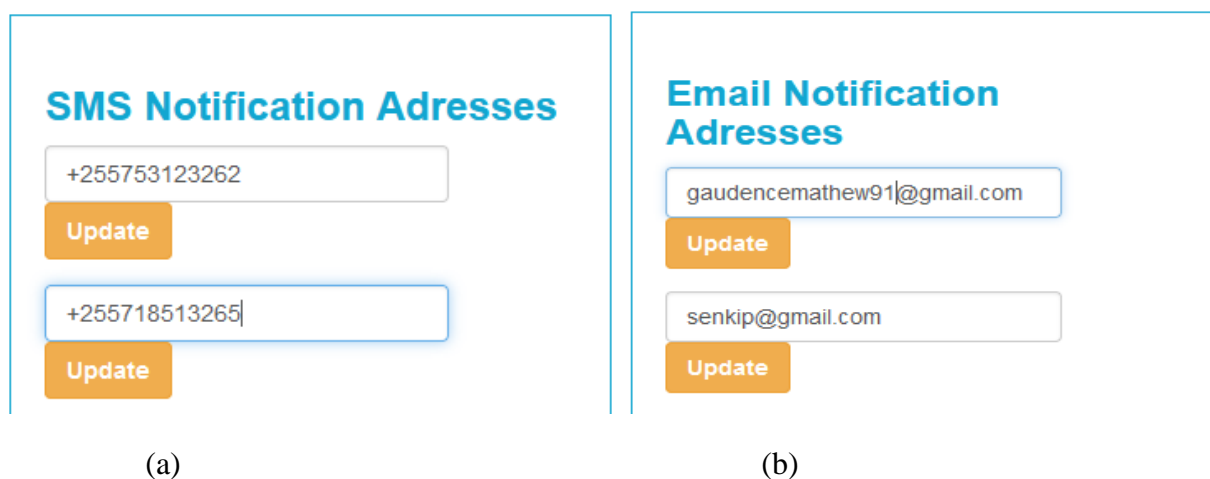 SMS Notification Adresses
+255753123262
Update
+255718513265
Update
(a)
Email Notification
Adresses
gaudencemathew91@gmail.com
Update
senkip@gmail.com
Update
(b)